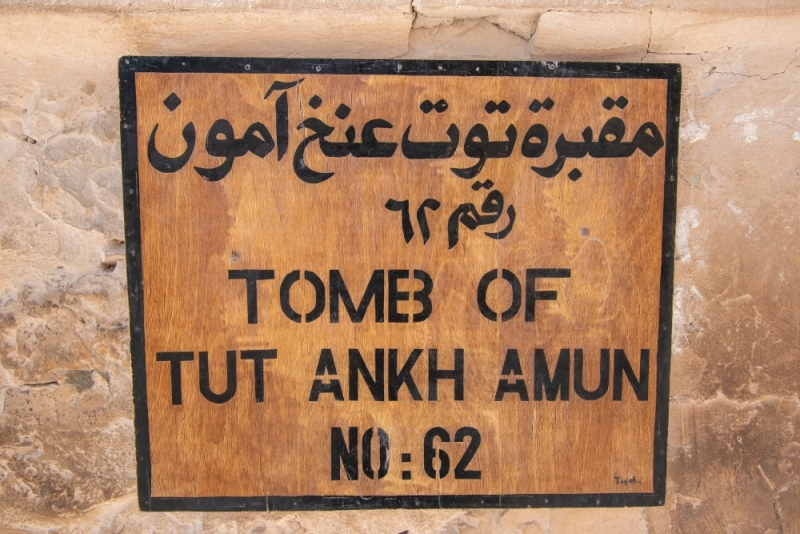 مقبرة توت عنخ آمون
رقم ٦٢
TOMB OF
TUT ANKH AMUN
NO: 62